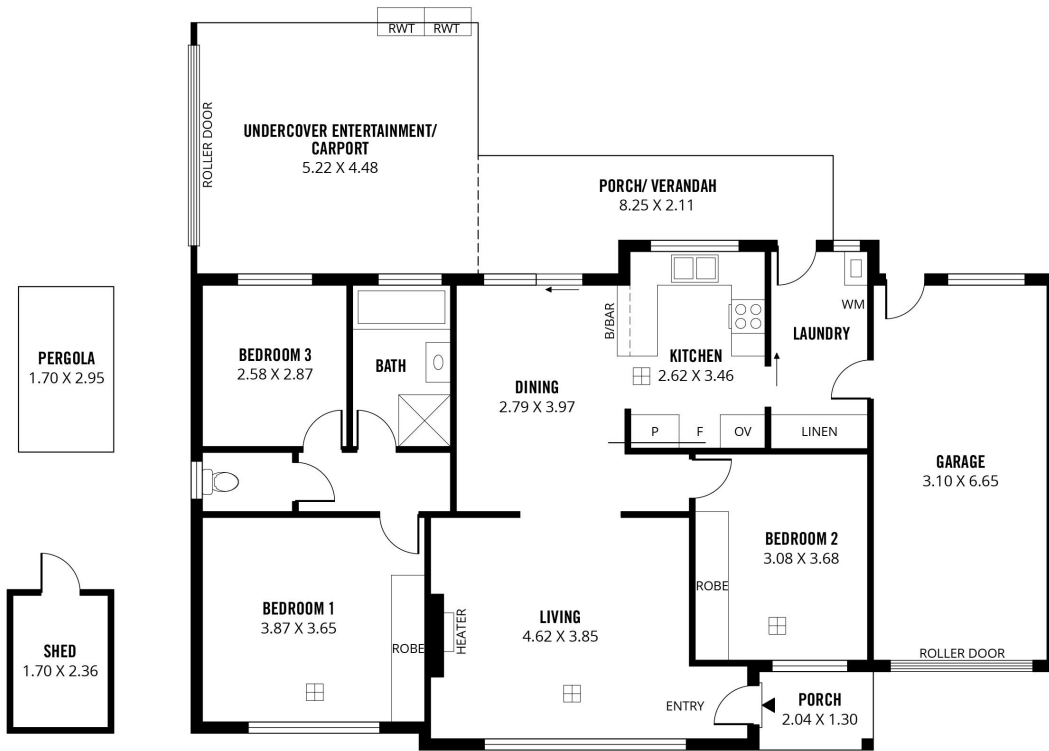 RWT
RWT
ROLLER DOOR
UNDERCOVER ENTERTAINMENT/
CARPORT
5.22 X 4.48
PORCH/ VERANDAH
8.25 X 2.11
PERGOLA
1.70 X 2.95
BEDROOM 3
2.58 X 2.87
BATH
DINING
2.79 X 3.97
B/BAR
KITCHEN
2.62 X 3.46
P
F
OV
WM
LAUNDRY
LINEN
GARAGE
3.10 X 6.65
ROLLER DOOR
SHED
1.70 X 2.36
BEDROOM 1
3.87 X 3.65
ROBE
HEATER
LIVING
4.62 X 3.85
ROBE
BEDROOM 2
3.08 X 3.68
ENTRY
PORCH
2.04 X 1.30